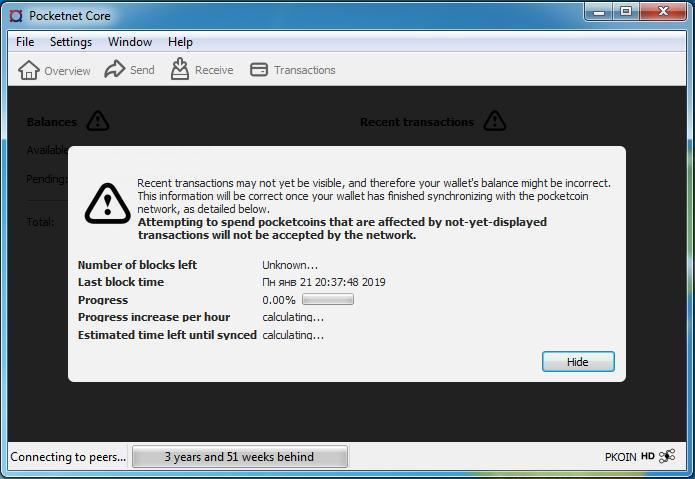 Pocketnet Core
File Settings Window Help
Overview Send Receive Transactions
Balances Recent transactions
Available
Pending:
Total:
Recent transactions may not yet be visible, and therefore your wallet's balance might be incorrect.
This information will be correct once your wallet has finished synchronizing with the pocketcoin
network, as detailed below.
Attempting to spend pocketcoins that are affected by not-yet-displayed
transactions will not be accepted by the network.
Number of blocks left Unknown...
Last block time Пн янв 21 20:37:48 2019
Progress 0.00%
Progress increase per hour calculating...
Estimated time left until synced calculating...
Hide
Connecting to peers... 3 years and 51 weeks behind PKOIN HD